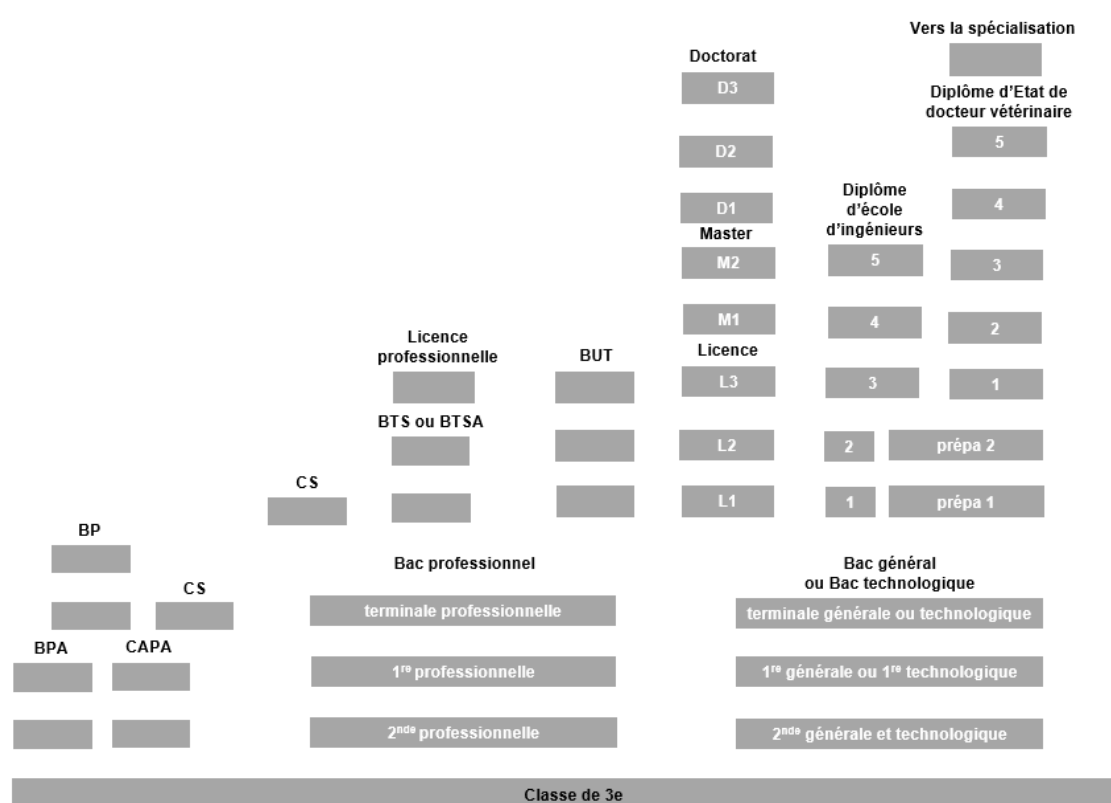 Vers la spécialisation
Doctorat
D3
Diplôme d'Etat de
docteur vétérinaire
5
D2
4
Diplôme
d'école
d'ingénieurs
D1
Master
M2
5
3
M1
4
2
Licence
professionnelle
BUT
Licence
L3
3
1
BTS ou BTSA
L2
2
prépa 2
CS
L1
1
prépa 1
BP
Bac professionnel
Bac général
ou Bac technologique
CS
terminale professionnelle
terminale générale ou technologique
BPA
CAPA
1re professionnelle
1re générale ou 1re technologique
2nde professionnelle
2nde générale et technologique
Classe de 3e